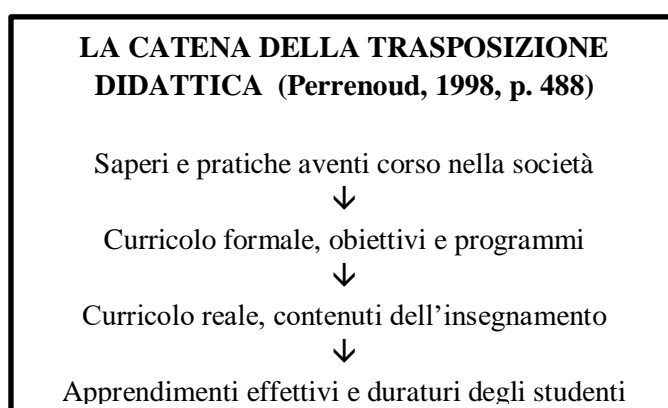 LA CATENA DELLA TRASPOSIZIONE
DIDATTICA (Perrenoud, 1998, p. 488)
Saperi e pratiche aventi corso nella società
↓
Curricolo formale, obiettivi e programmi
↓
Curricolo reale, contenuti dell’insegnamento
↓
Apprendimenti effettivi e duraturi degli studenti